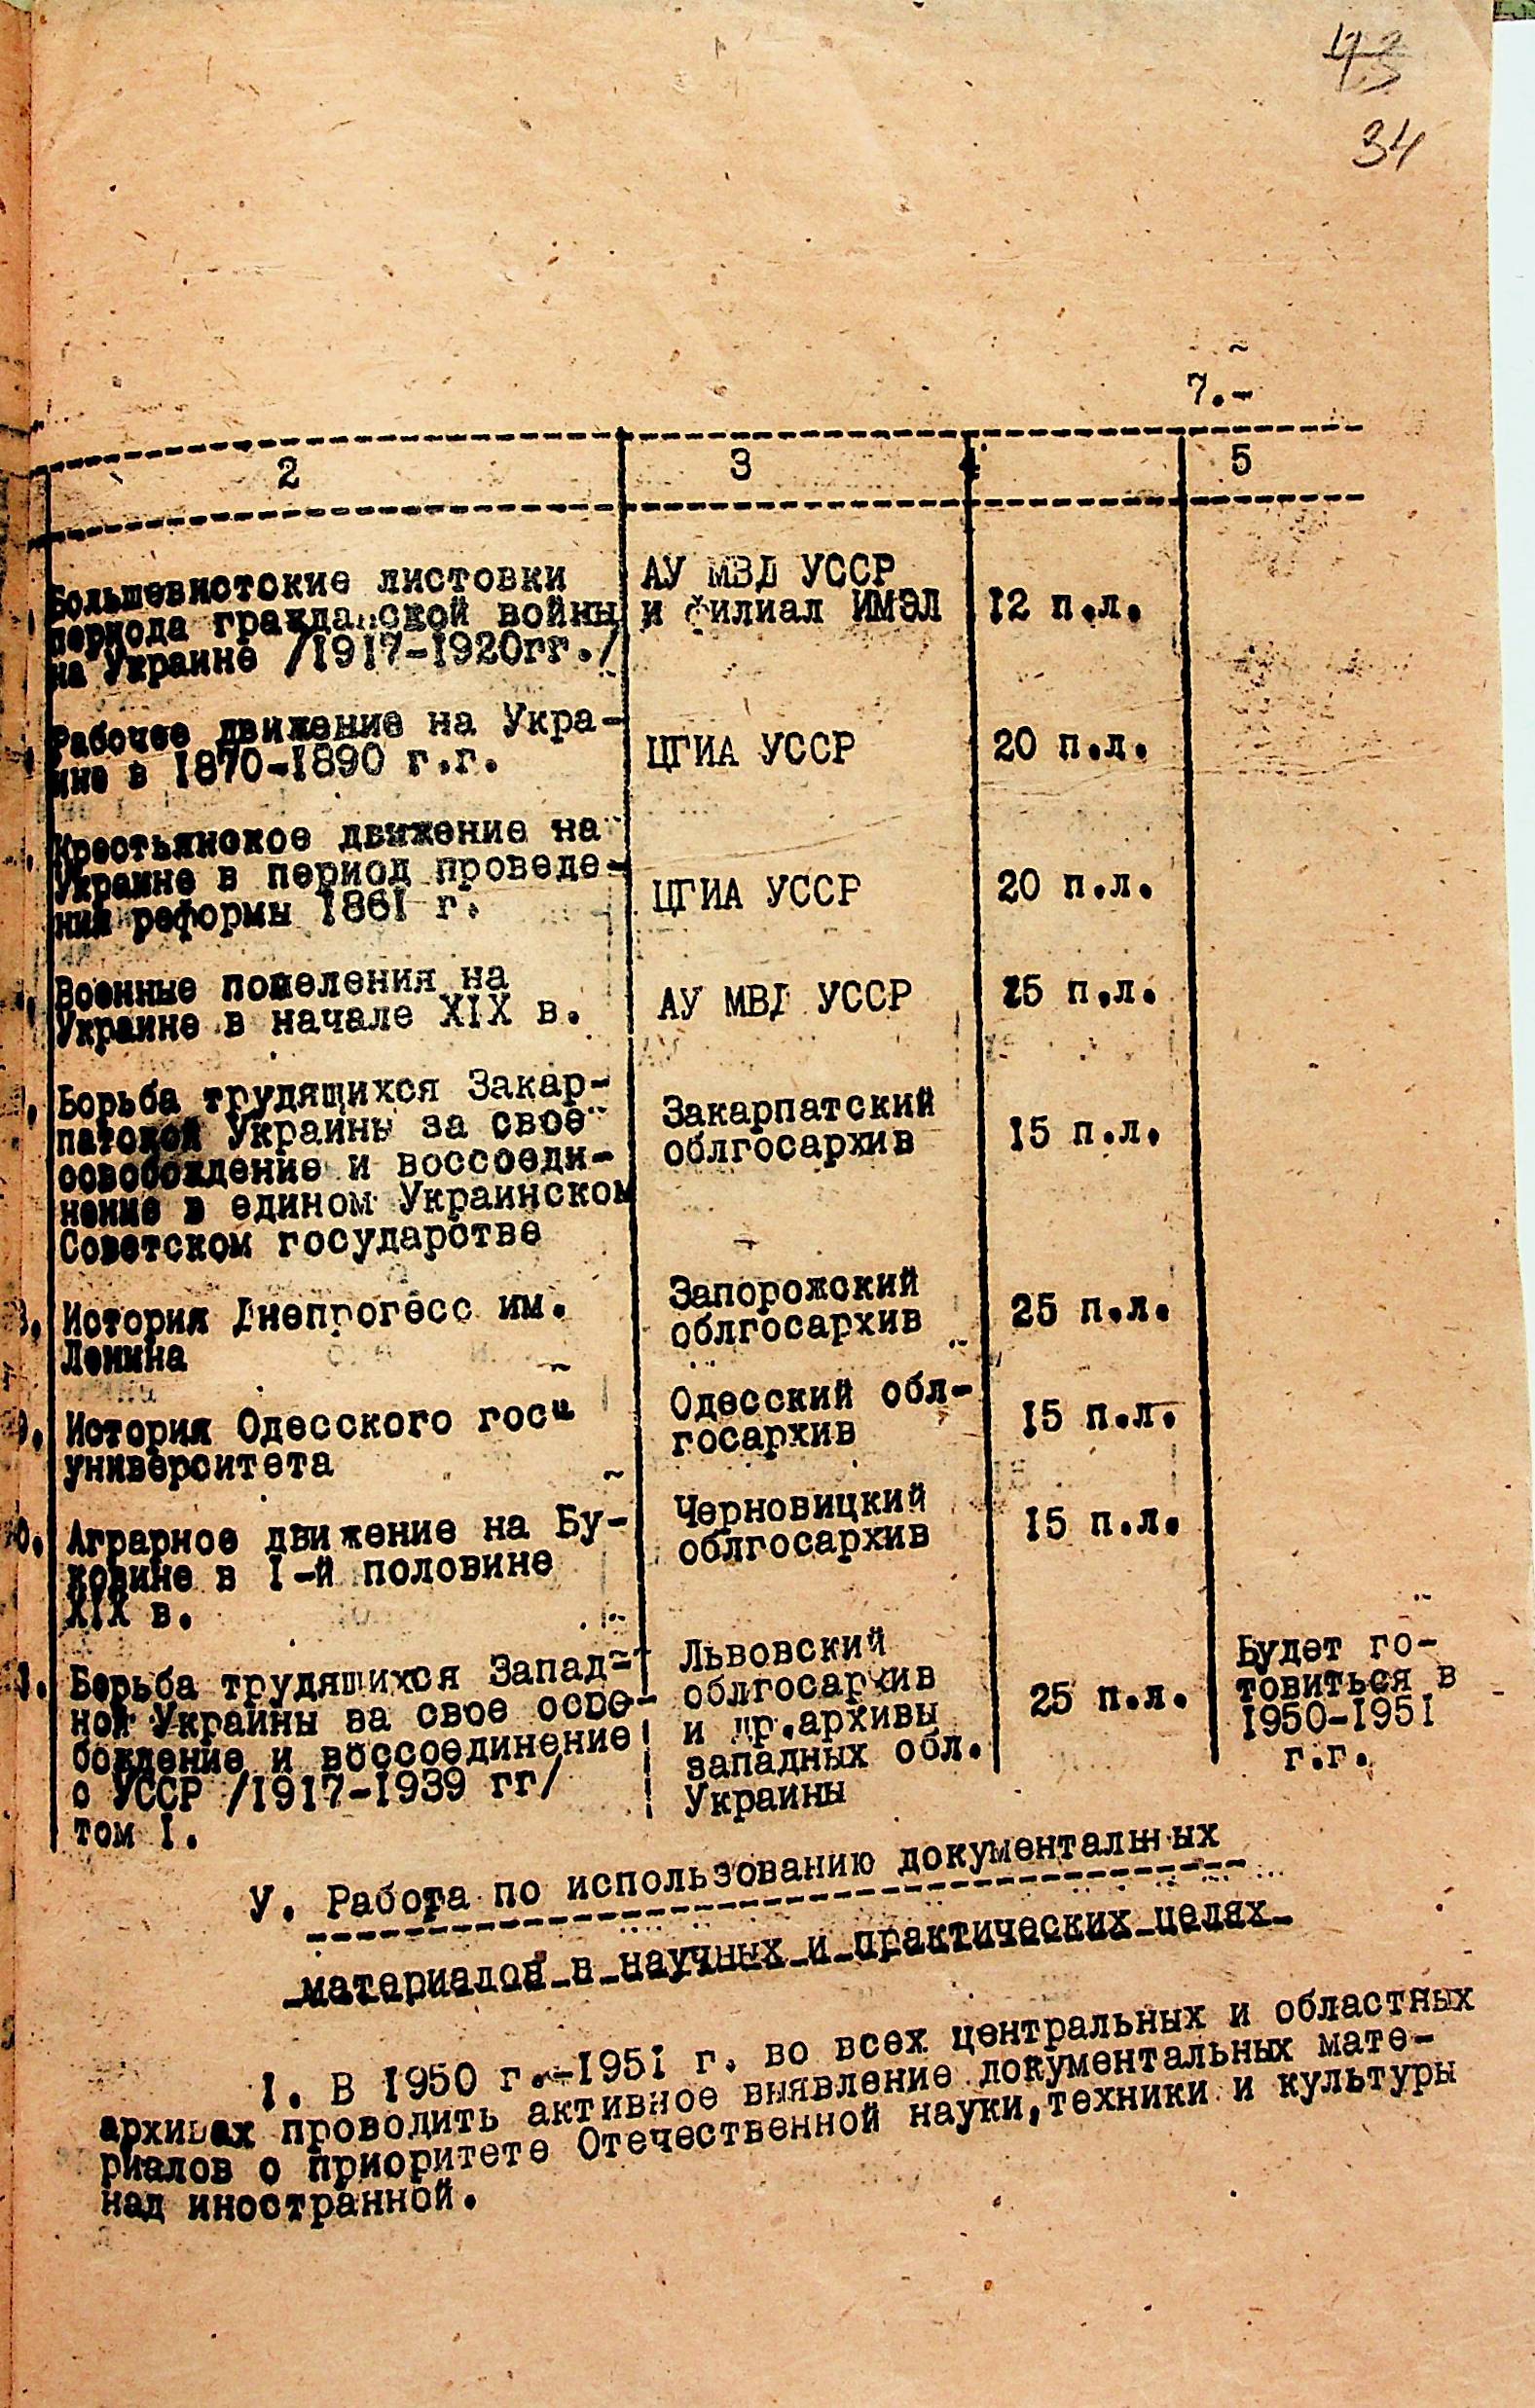 43
34
7.-
2 3 4 5
Большевистские листовки
периода гражданской войны
на Украине /1917-1920гг./
АУ МВД УССР
и филиал ИМЭЛ
12 п.л.
Рабочее движение на Укра-
ине в 1870-1890 г.г.
ЦГИА УССР
20 п.л.
Крестьянское движение на
Украине в период проведе-
ния реформы 1861 г.
ЦГИА УССР
20 п.л.
Военные поселения на
Украине в начале XIX в.
АУ МВД УССР
25 п.л.
Борьба трудящихся Закар-
патской Украины за свое
освобождение и воссоеди-
нение в едином Украинском
Советском государстве
Закарпатский
облгосархив
15 п.л.
История Днепрогэсс им.
Ленина
Запорожский
облгосархив
25 п.л.
9.
История Одесского гос
университета
Одесский обл-
госархив
15 п.л.
0.
Аграрное движение на Бу-
ковине в I-й половине
XIX в.
Черновицкий
облгосархив
15 п.л.
Борьба трудящихся Запад-
ной Украины за свое осво-
бождение и воссоединение
с УССР /1917-1939 гг/
том I.
Львовский
облгосархив
и др.архивы
западных обл.
Украины
25 п.л.
Будет го-
товиться в
1950-1951
г.г.
У. Работа по использованию документальных
материалов в научных и практических целях
I. В 1950 г.-1951 г. во всех центральных и областных
архивах проводить активное выявление документальных мате-
риалов о приоритете Отечественной науки,техники и культуры
над иностранной.